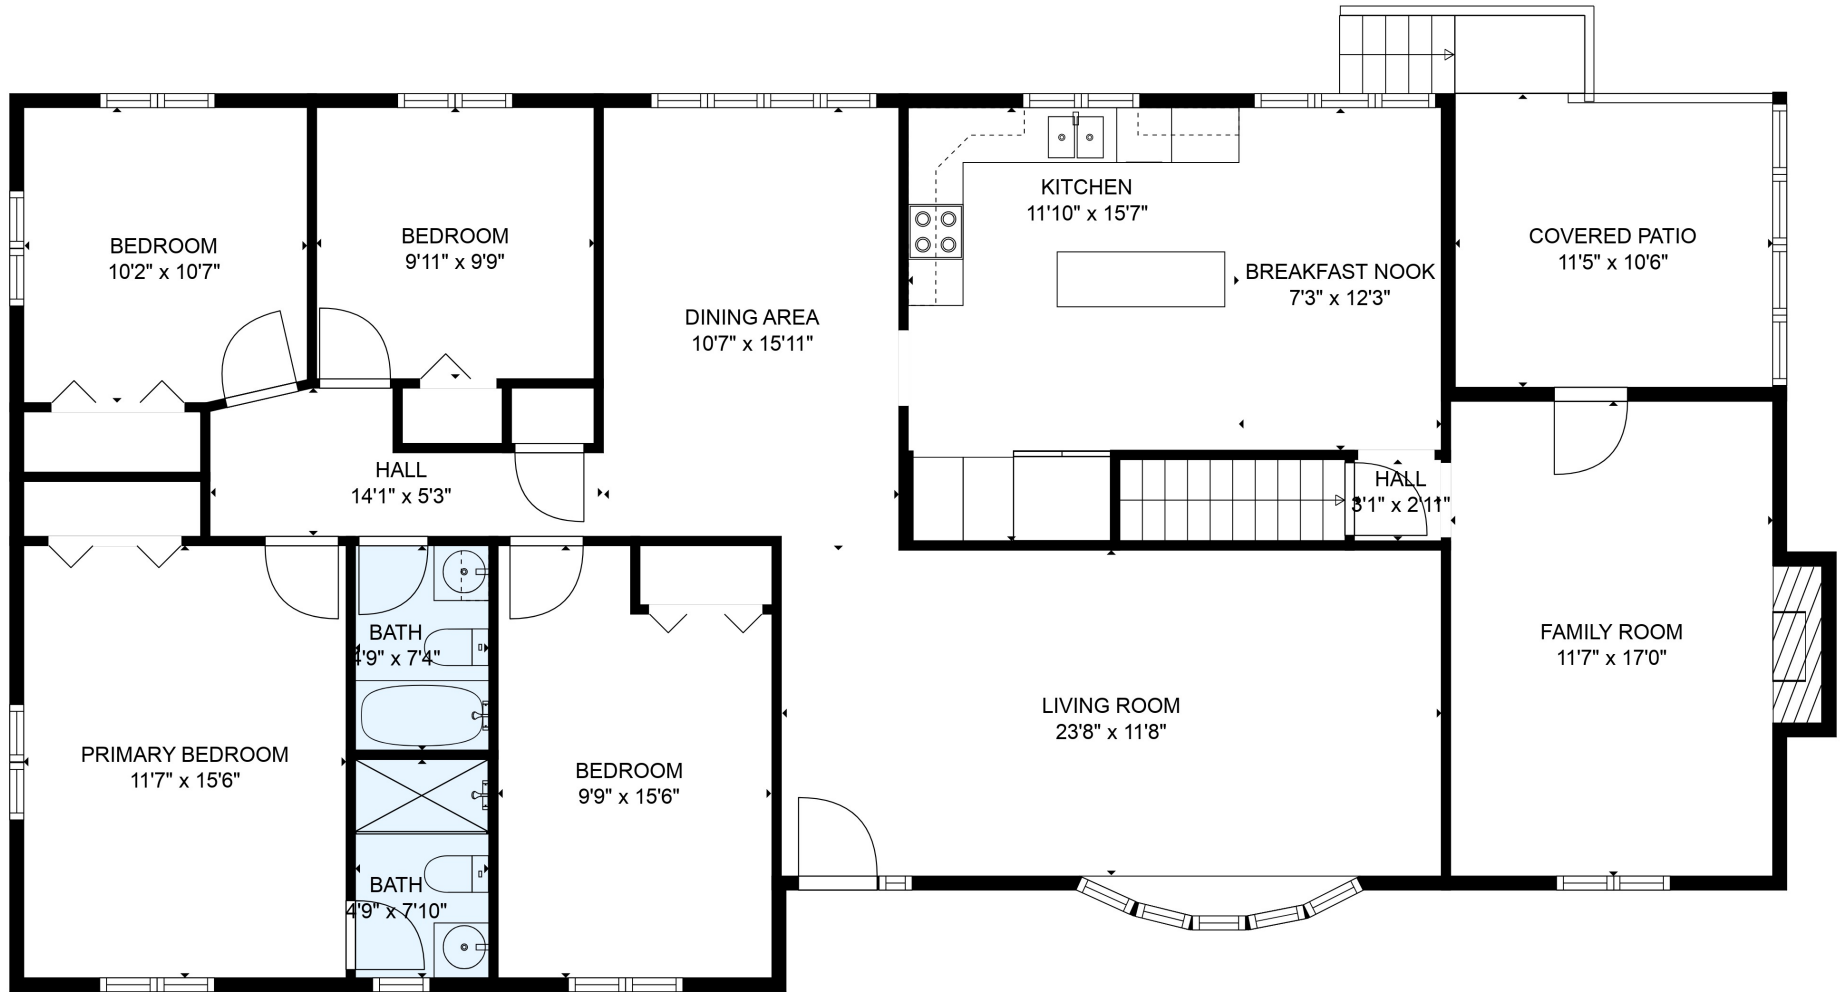 KITCHEN
11'10" x 15'7"
BEDROOM
10'2" x 10'7"
BEDROOM
9'11" x 9'9"
COVERED PATIO
11'5" x 10'6"
BREAKFAST NOOK
7'3" x 12'3"
DINING AREA
10'7" x 15'11"
HALL
14'1" x 5'3"
HALL
3'1" x 2'11"
BATH
4'9" x 7'4"
FAMILY ROOM
11'7" x 17'0"
LIVING ROOM
23'8" x 11'8"
PRIMARY BEDROOM
11'7" x 15'6"
BEDROOM
9'9" x 15'6"
BATH
4'9" x 7'10"